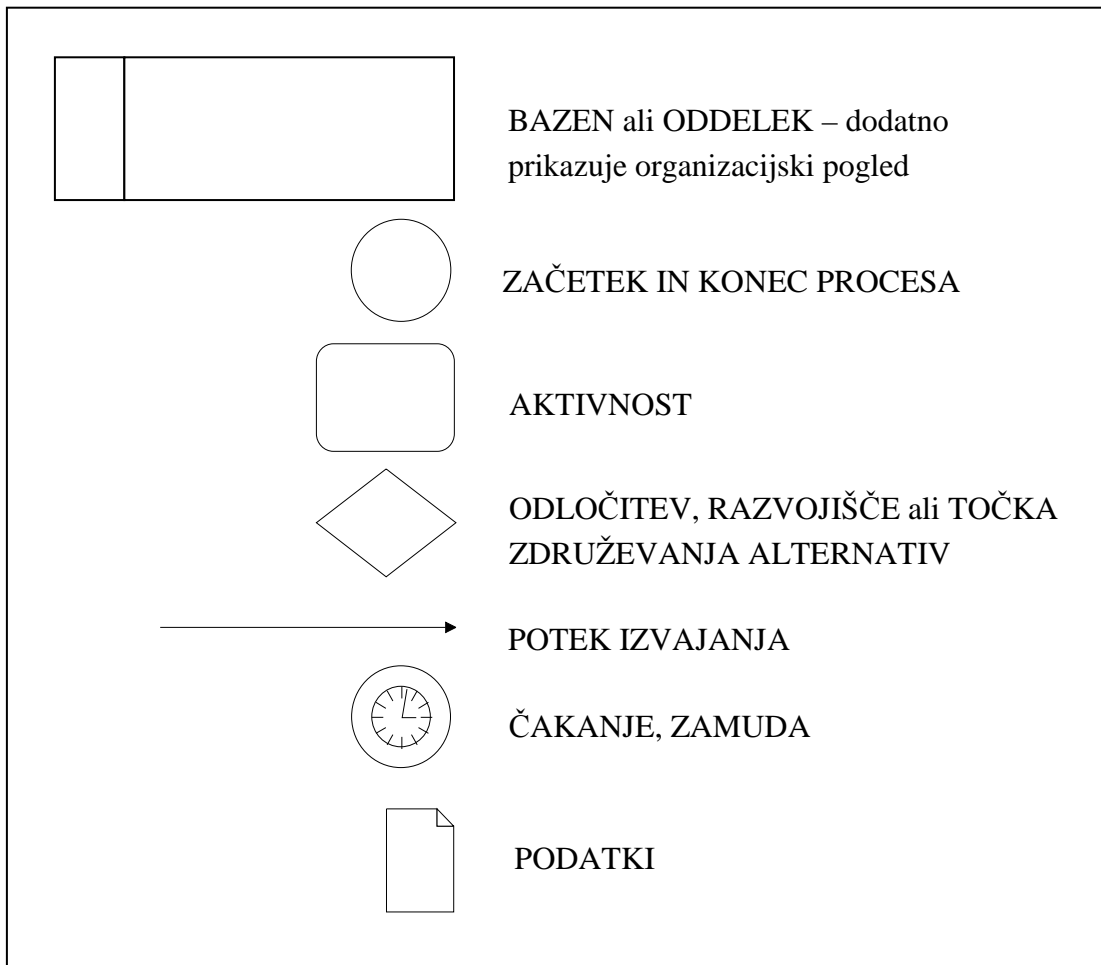 BAZEN ali ODDELEK – dodatno
prikazuje organizacijski pogled
ZAČETEK IN KONEC PROCESA
AKTIVNOST
ODLOČITEV, RAZVOJIŠČE ali TOČKA
ZDRUŽEVANJA ALTERNATIV
POTEK IZVAJANJA
ČAKANJE, ZAMUDA
PODATKI